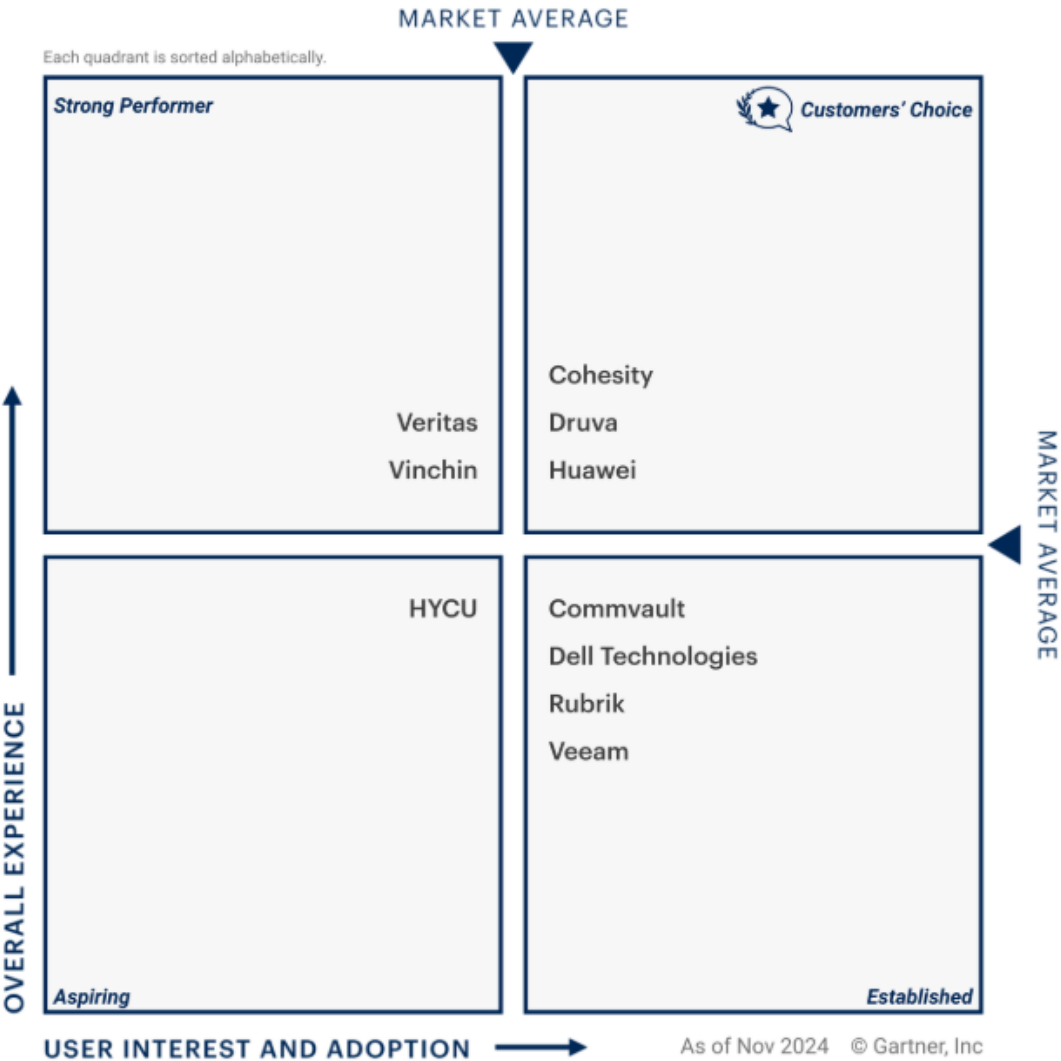 MARKET AVERAGE
Each quadrant is sorted alphabetically.
Strong Performer
Customers’ Choice
Veritas
Vinchin
Cohesity
Druva
Huawei
MARKET AVERAGE
HYCU
Commvault
Dell Technologies
Rubrik
Veeam
OVERALL EXPERIENCE
Aspiring
Established
USER INTEREST AND ADOPTION
As of Nov 2024 © Gartner, Inc